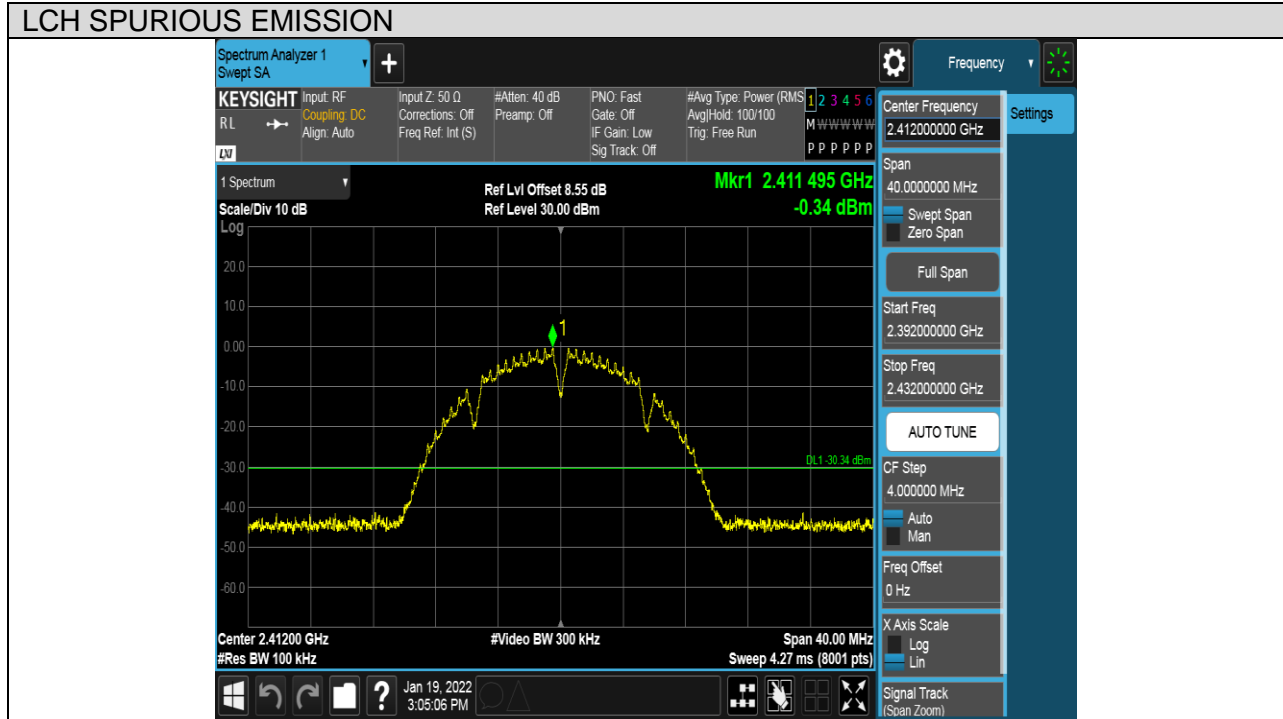 LCH SPURIOUS EMISSION
Spectrum Analyzer 1
Swept SA
+
Frequency
KEYSIGHT
RL
LXI
Input: RF
Coupling: DC
Align: Auto
Input Z: 50 Ω
Corrections: Off
Freq Ref: Int (S)
#Atten: 40 dB
Preamp: Off
PNO: Fast
Gate: Off
IF Gain: Low
Sig Track: Off
#Avg Type: Power (RMS
Avg|Hold: 100/100
Trig: Free Run
1 2 3 4 5 6
M W W W W W
P P P P P P
Center Frequency
2.412000000 GHz
Settings
Span
40.0000000 MHz
Swept Span
Zero Span
Full Span
Start Freq
2.392000000 GHz
Stop Freq
2.432000000 GHz
AUTO TUNE
CF Step
4.000000 MHz
Auto
Man
Freq Offset
0 Hz
X Axis Scale
Log
Lin
Signal Track
(Span Zoom)
1 Spectrum
Scale/Div 10 dB
Ref Lvl Offset 8.55 dB
Ref Level 30.00 dBm
Mkr1 2.411 495 GHz
-0.34 dBm
Log
20.0
10.0
0.00
-10.0
-20.0
-30.0
-40.0
-50.0
-60.0
1
DL1 -30.34 dBm
Center 2.41200 GHz
#Res BW 100 kHz
#Video BW 300 kHz
Span 40.00 MHz
Sweep 4.27 ms (8001 pts)
?
Jan 19, 2022
3:05:06 PM